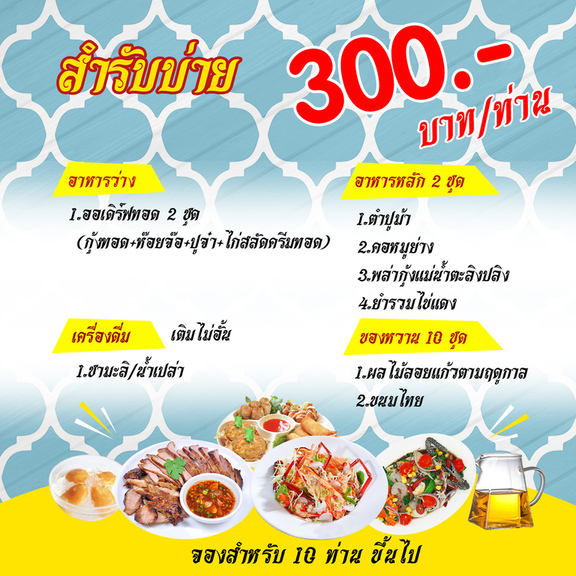 สำรับบ่าย
300.-
บาท/ท่าน
อาหารว่าง
1.ออเดิร์ฟทอด 2 ชุด
(กุ้งทอด+ห้อยจ๊อ+ปูจ๋า+ไก่สลัดครีมทอด)
อาหารหลัก 2 ชุด
1.ตำปูม้า
2.คอหมูย่าง
3.พล่ากุ้งแม่น้ำตะลิงปลิง
4.ยำรวมไข่แดง
เครื่องดื่ม เติมไม่อั้น
1.ชามะลิ/น้ำเปล่า
ของหวาน 10 ชุด
1.ผลไม้ลอยแก้วตามฤดูกาล
2.ขนมไทย
จองสำหรับ 10 ท่าน ขึ้นไป